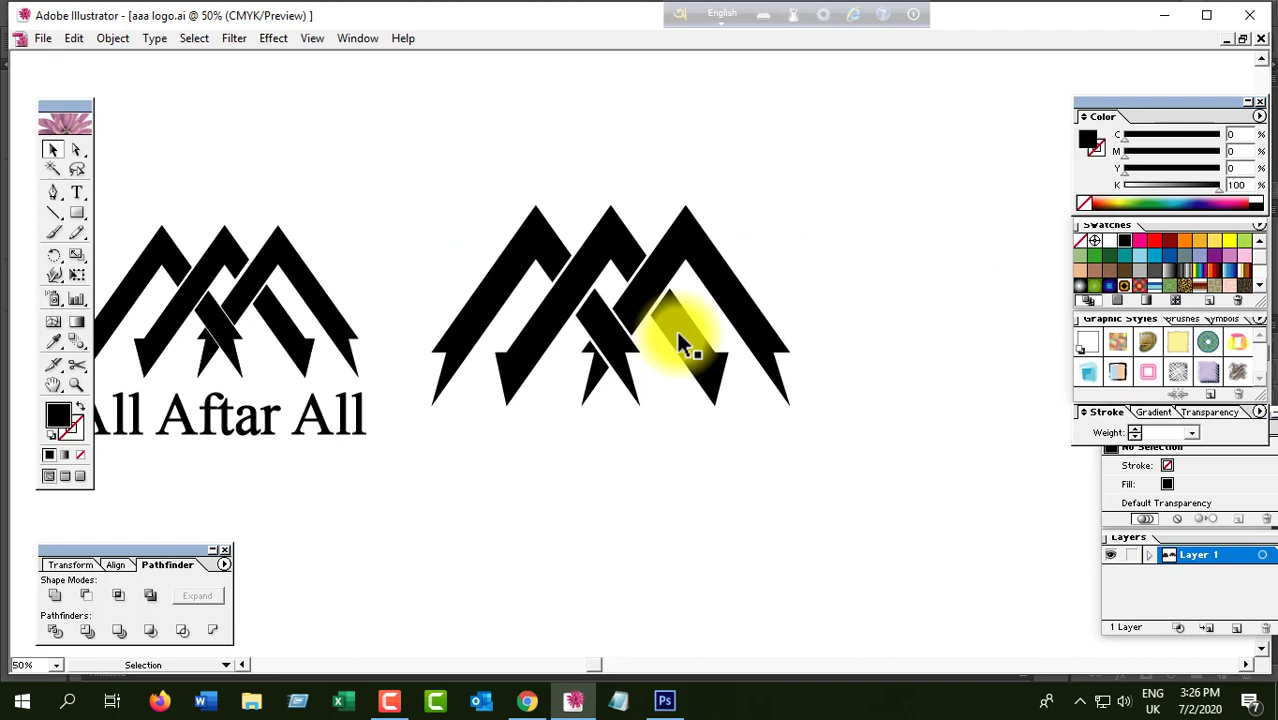 Adobe Illustrator - [aaa logo.ai @ 50% (CMYK/Preview) ]
English
File Edit Object Type Select Filter Effect View Window Help
Color
C 0 %
M 0 %
Y 0 %
K 100 %
Swatches
Graphic Styles Brushes Symbols
Stroke Gradient Transparency
Weight:
No Selection
Stroke:
Fill:
Default Transparency
Layers
Layer 1
1 Layer
All Aftar All
Transform Align Pathfinder
Shape Modes:
Expand
Pathfinders:
50% Selection
T
W X Ps
ENG
UK
3:26 PM
7/2/2020
7